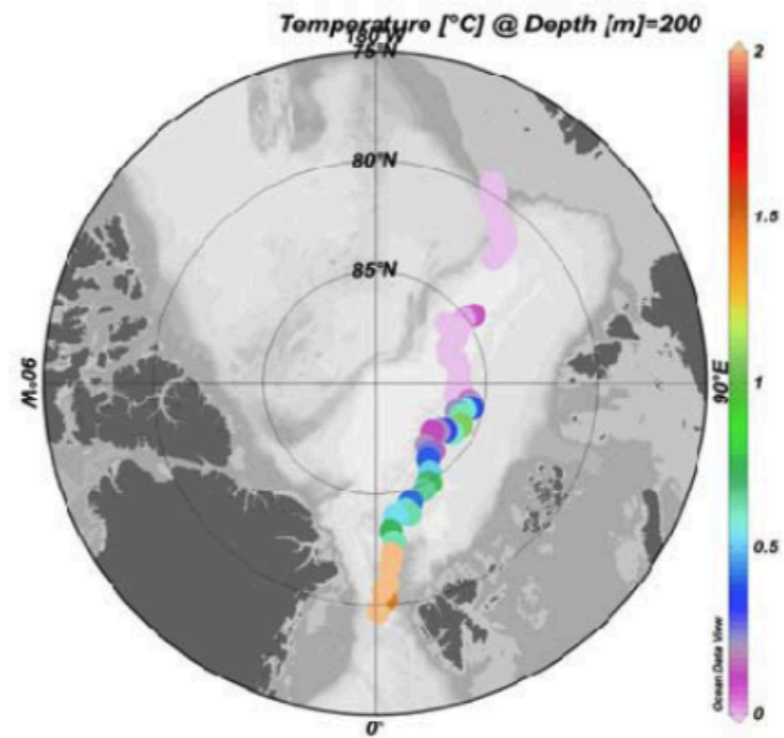 Temperature [°C] @ Depth [m]=200
180°W
75°N
80°N
85°N
90°W
90°E
0°
2
1.5
1
0.5
0
Ocean Data View